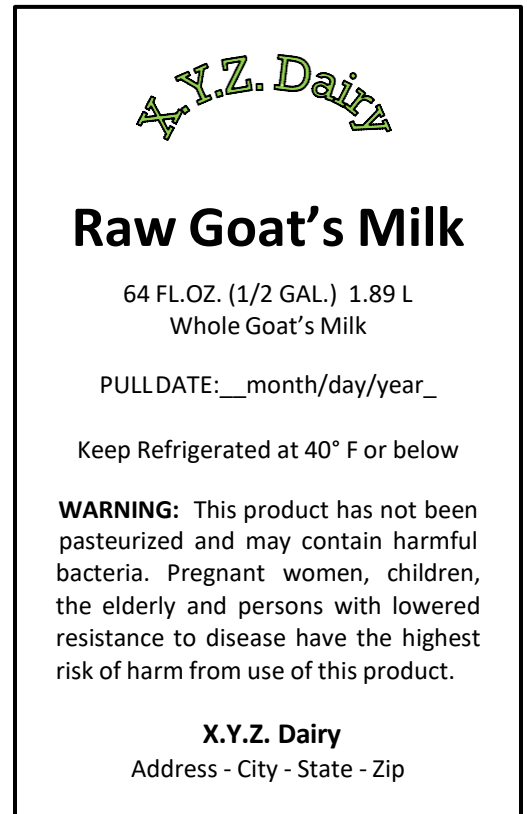 X.Y.Z. Dairy
Raw Goat’s Milk
64 FL.OZ. (1/2 GAL.) 1.89 L
Whole Goat’s Milk
PULL DATE:__month/day/year_
Keep Refrigerated at 40° F or below
WARNING: This product has not been
pasteurized and may contain harmful
bacteria. Pregnant women, children,
the elderly and persons with lowered
resistance to disease have the highest
risk of harm from use of this product.
X.Y.Z. Dairy
Address - City - State - Zip